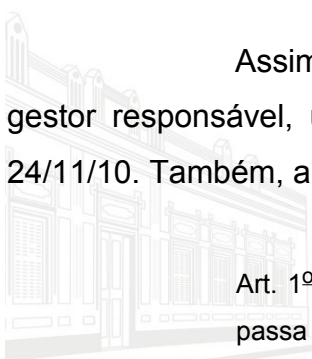 Assim
gestor responsável,
24/11/10. Também, a
Art. 1º
passa